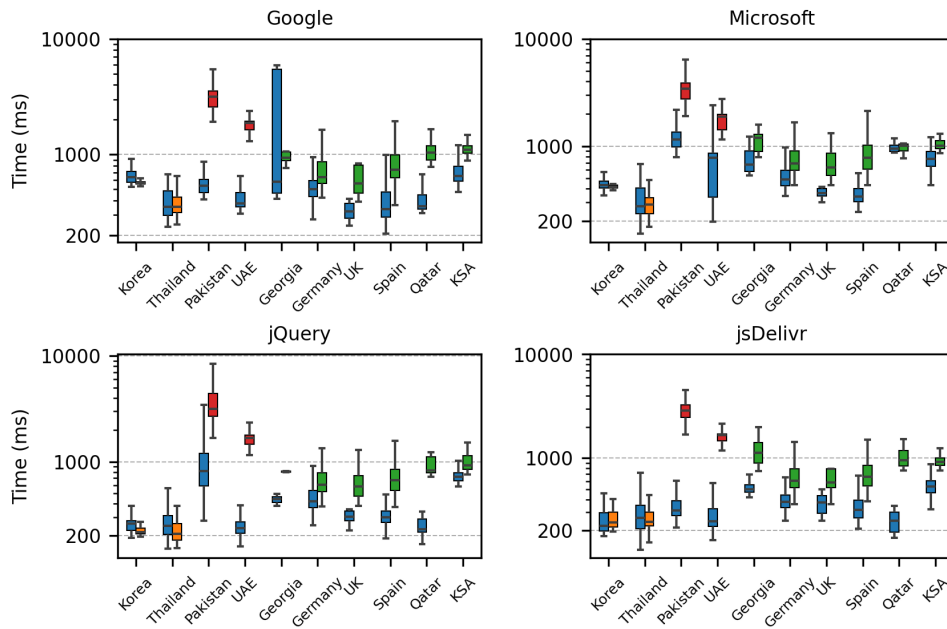 Google
Microsoft
Time (ms)
10000
1000
200
10000
1000
200
Korea
Thailand
Pakistan
UAE
Georgia
Germany
UK
Spain
Qatar
KSA
Korea
Thailand
Pakistan
UAE
Georgia
Germany
UK
Spain
Qatar
KSA
jQuery
jsDelivr
Time (ms)
10000
1000
200
10000
1000
200
Korea
Thailand
Pakistan
UAE
Georgia
Germany
UK
Spain
Qatar
KSA
Korea
Thailand
Pakistan
UAE
Georgia
Germany
UK
Spain
Qatar
KSA